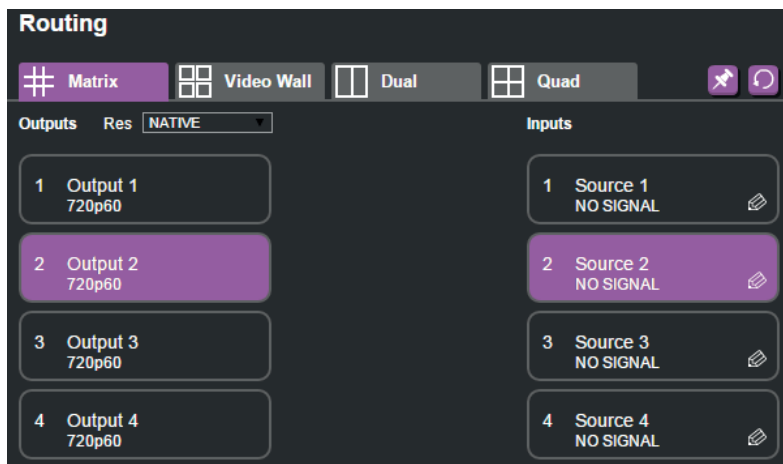 Routing
Matrix Video Wall Dual Quad
Outputs Res NATIVE Inputs
1 Output 1
720p60
2 Output 2
720p60
3 Output 3
720p60
4 Output 4
720p60
1 Source 1
NO SIGNAL
2 Source 2
NO SIGNAL
3 Source 3
NO SIGNAL
4 Source 4
NO SIGNAL